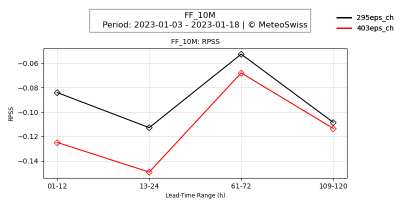 FF_10M
Period: 2023-01-03 - 2023-01-18 | © MeteoSwiss
295eps_ch
403eps_ch
FF_10M: RPSS
RPSS
−0.06
−0.08
−0.10
−0.12
−0.14
01-12
13-24
61-72
109-120
Lead-Time Range (h)